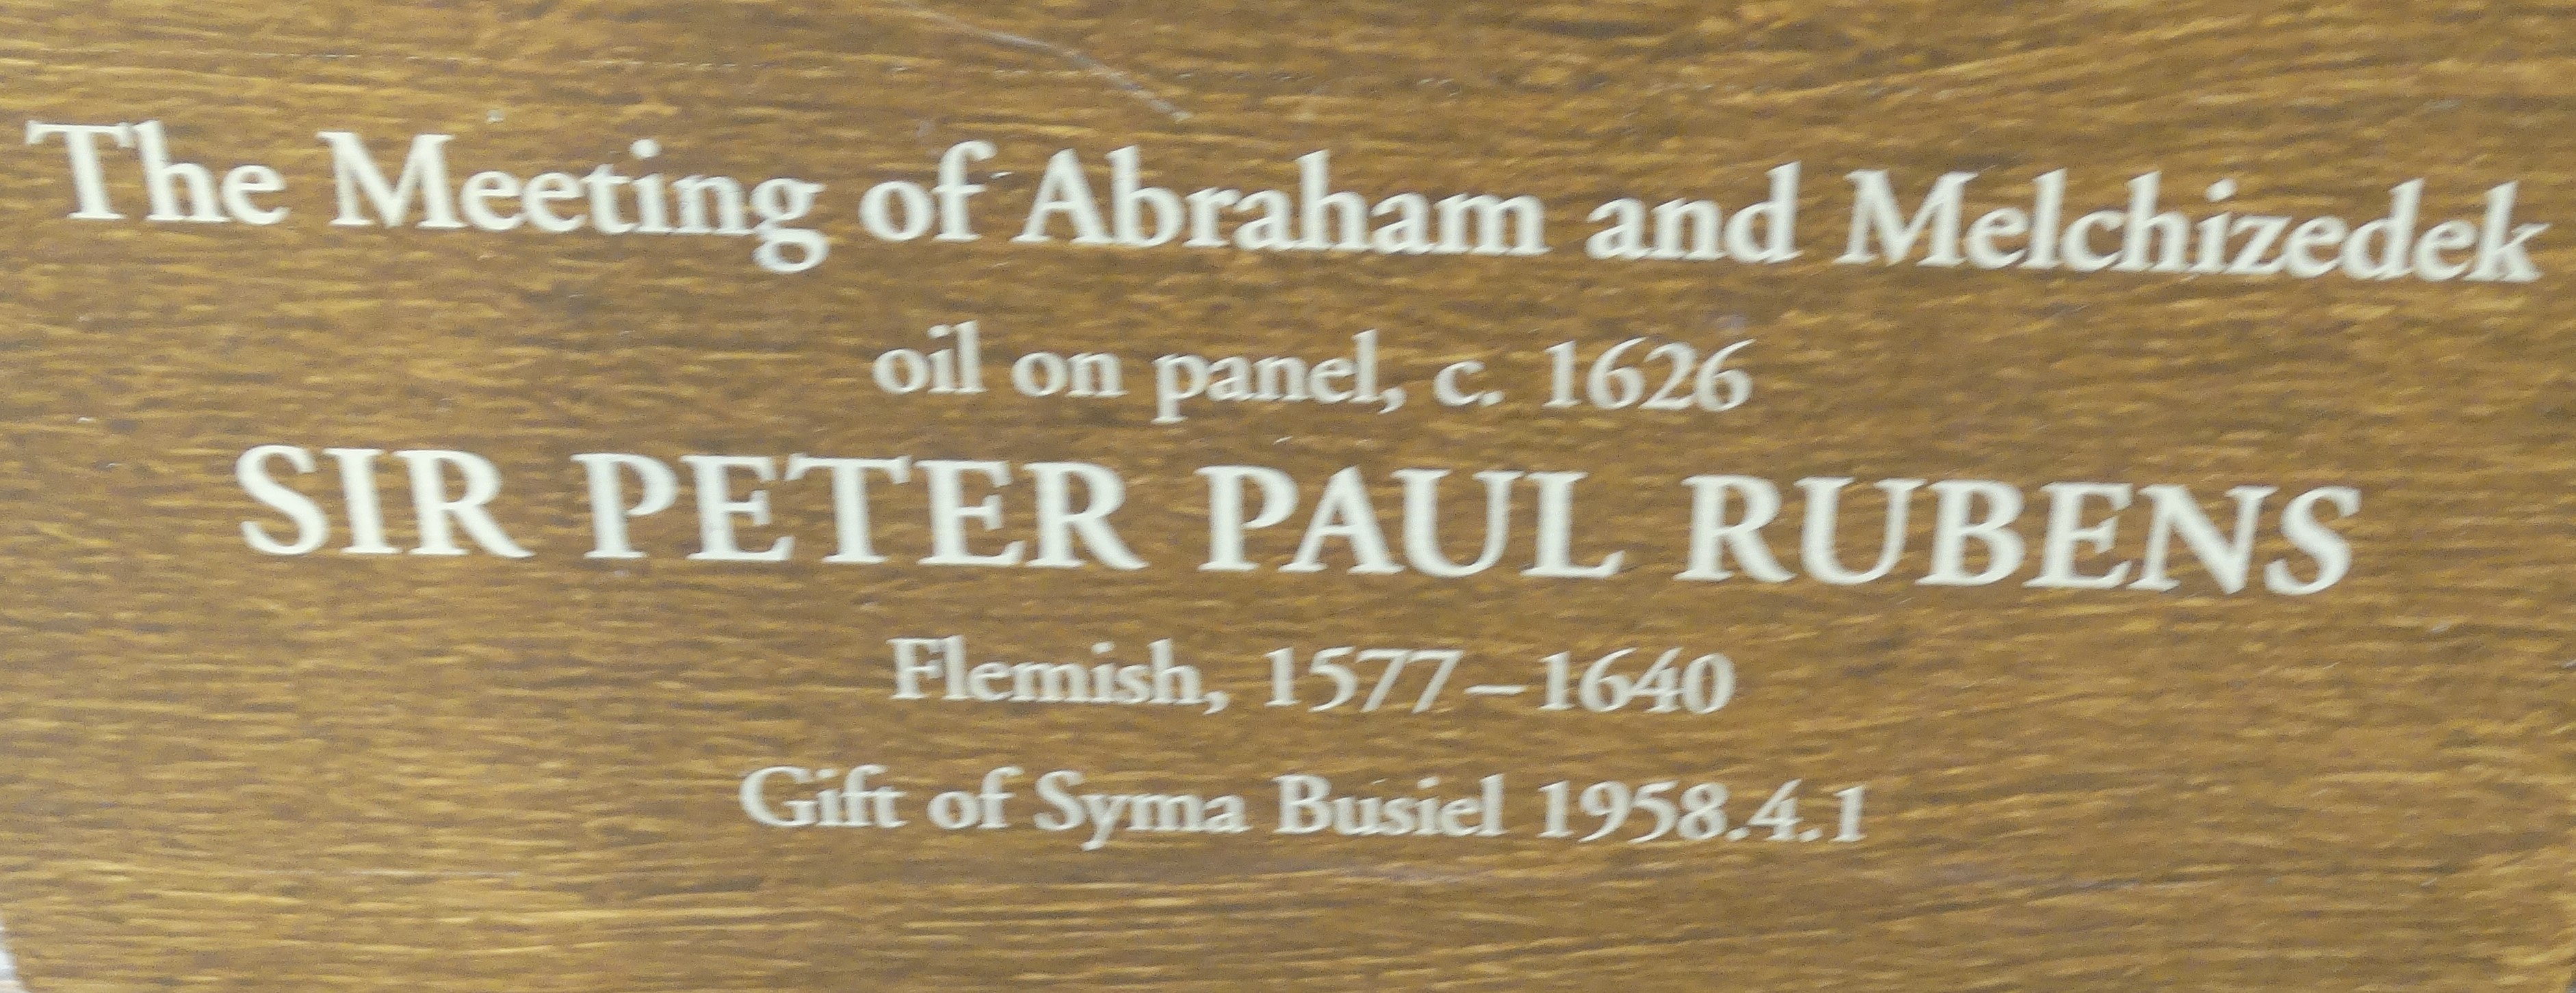 The Meeting of Abraham and Melchizedek
oil on panel, c. 1626
SIR PETER PAUL RUBENS
Flemish, 1577–1640
Gift of Syma Busiel 1958.4.1